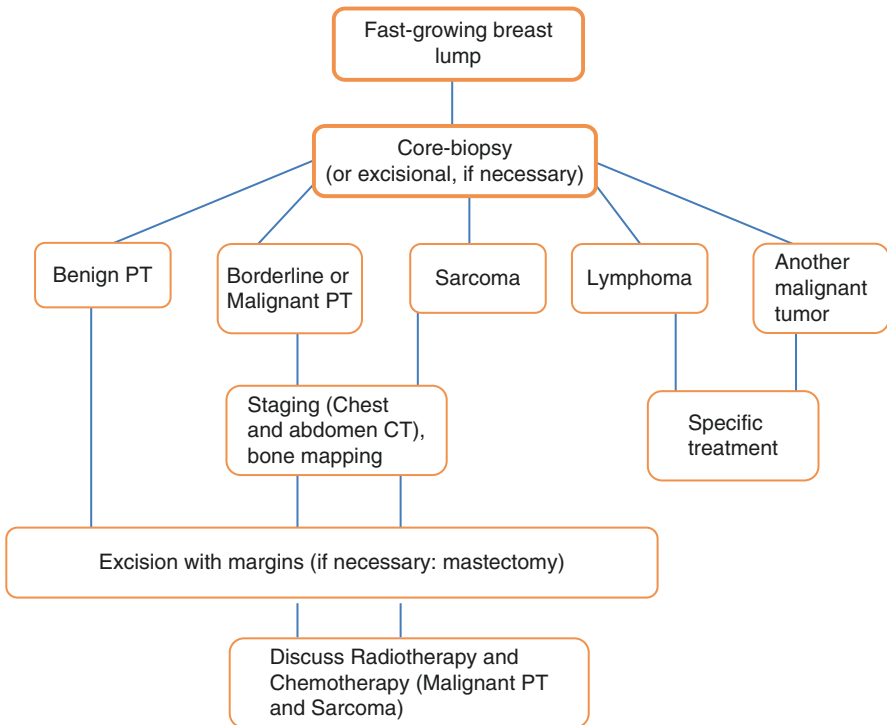 Fast-growing breast
lump
Core-biopsy
(or excisional, if necessary)
Benign PT
Borderline or
Malignant PT
Sarcoma
Lymphoma
Another
malignant
tumor
Staging (Chest
and abdomen CT),
bone mapping
Specific
treatment
Excision with margins (if necessary: mastectomy)
Discuss Radiotherapy and
Chemotherapy (Malignant PT
and Sarcoma)